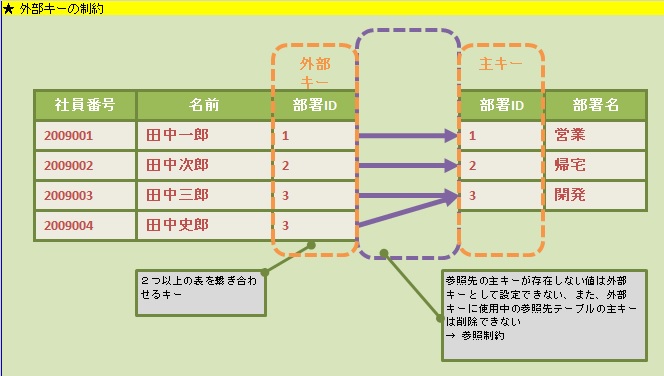 ★ 外部キーの制約
外部
キー
主キー
社員番号 名前 部署ID 部署ID 部署名
2009001 田中一郎 1 1 営業
2009002 田中次郎 2 2 帰宅
2009003 田中三郎 3 3 開発
2009004 田中史郎 3
２つ以上の表を繋ぎ合わ
せるキー
参照先の主キーが存在しない値は外部
キーとして設定できない、また、外部
キーに使用中の参照先テーブルの主キー
は削除できない
→ 参照制約